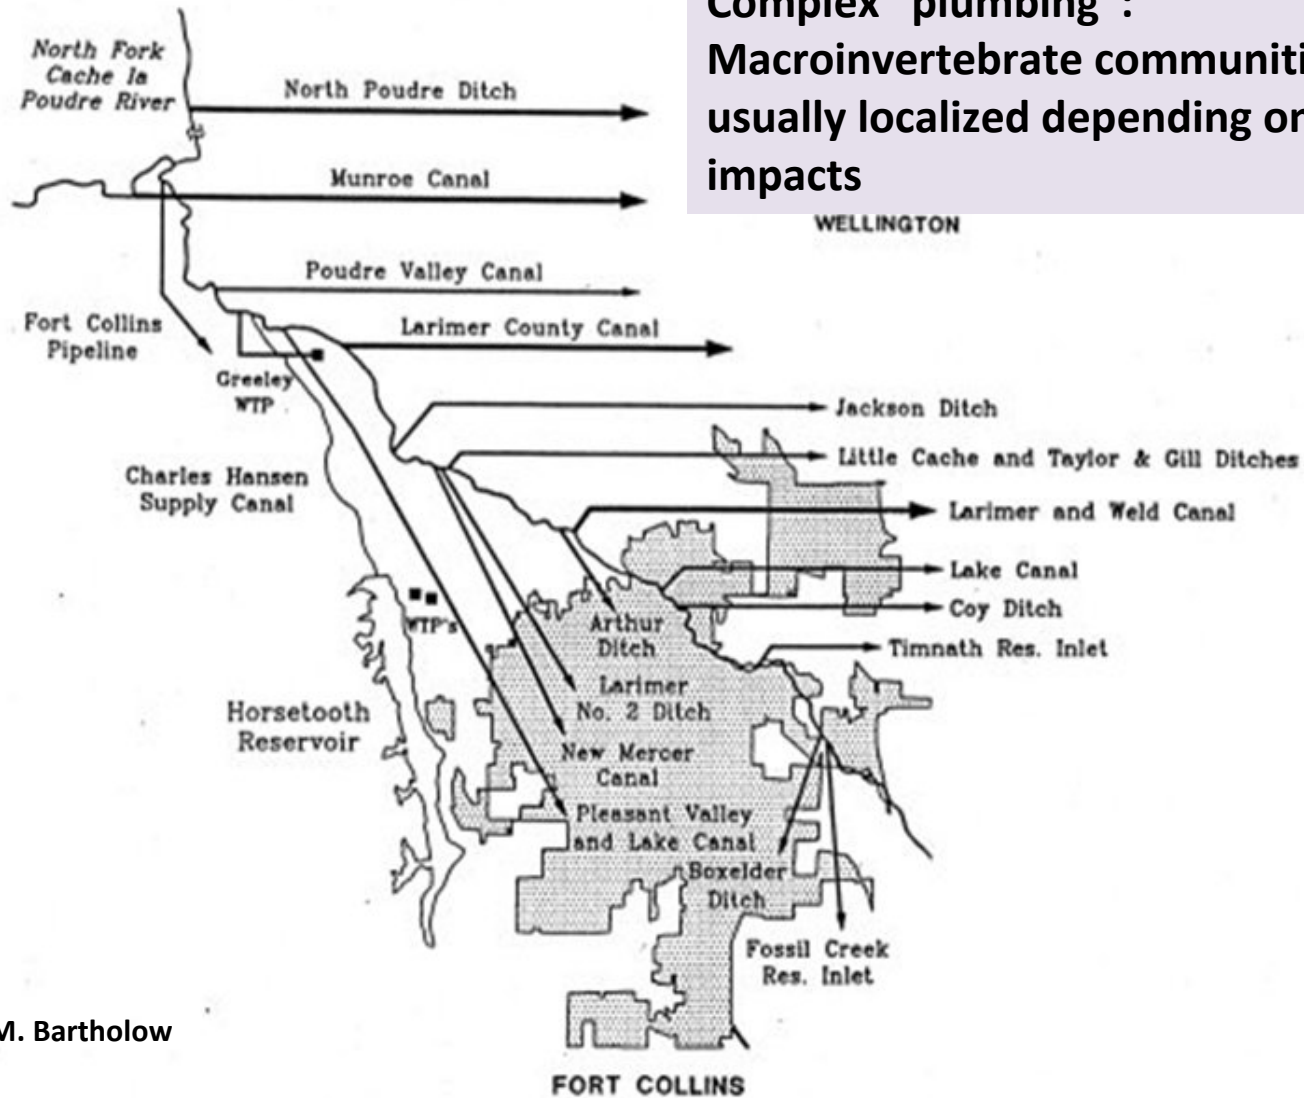 Complex "plumbing":
Macroinvertebrate communiti
usually localized depending on
impacts
North Fork
Cache la
Poudre River
North Poudre Ditch
Munroe Canal
WELLINGTON
Poudre Valley Canal
Fort Collins
Pipeline
Larimer County Canal
Greeley
WTP
Jackson Ditch
Little Cache and Taylor & Gill Ditches
Charles Hansen
Supply Canal
Larimer and Weld Canal
Lake Canal
Coy Ditch
WTP's
Arthur
Ditch
Timnath Res. Inlet
Larimer
No. 2 Ditch
Horsetooth
Reservoir
New Mercer
Canal
Pleasant Valley
and Lake Canal
Boxelder
Ditch
Fossil Creek
Res. Inlet
M. Bartholow
FORT COLLINS